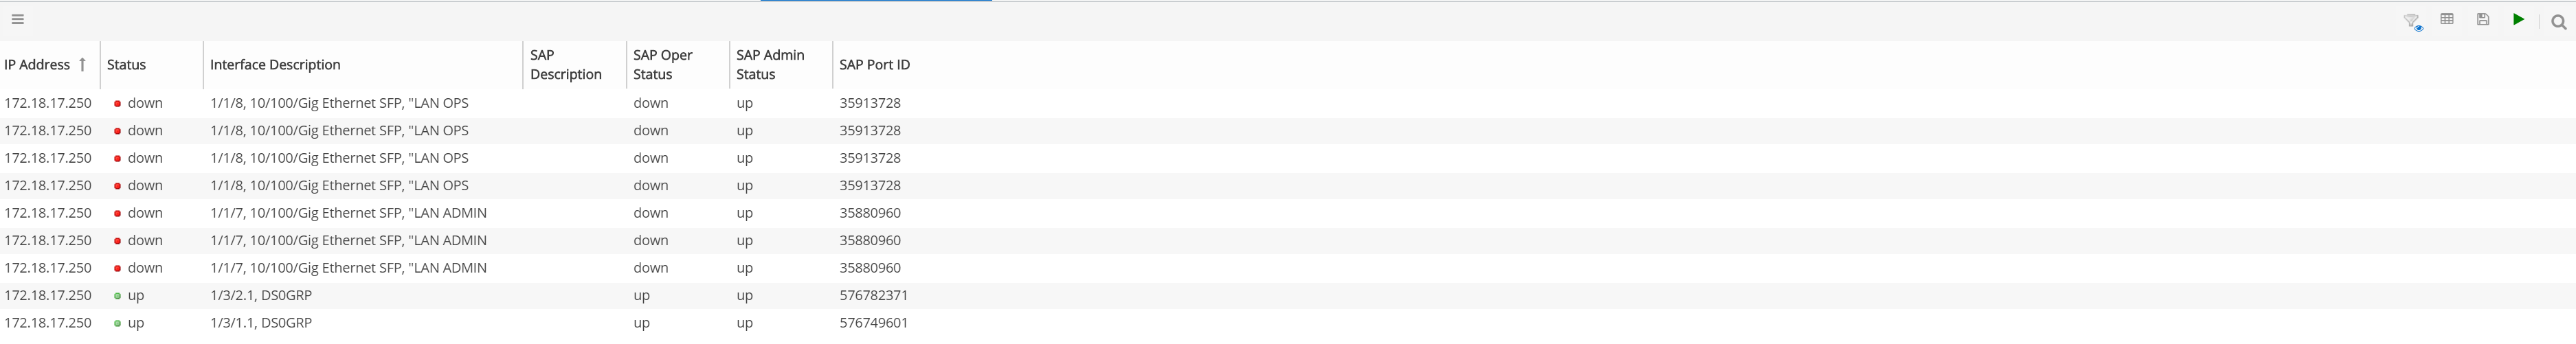 IP Address Status Interface Description SAP Description SAP Oper Status SAP Admin Status SAP Port ID
172.18.17.250 down 1/1/8, 10/100/Gig Ethernet SFP, "LAN OPS down up 35913728
172.18.17.250 down 1/1/8, 10/100/Gig Ethernet SFP, "LAN OPS down up 35913728
172.18.17.250 down 1/1/8, 10/100/Gig Ethernet SFP, "LAN OPS down up 35913728
172.18.17.250 down 1/1/8, 10/100/Gig Ethernet SFP, "LAN OPS down up 35913728
172.18.17.250 down 1/1/7, 10/100/Gig Ethernet SFP, "LAN ADMIN down up 35880960
172.18.17.250 down 1/1/7, 10/100/Gig Ethernet SFP, "LAN ADMIN down up 35880960
172.18.17.250 down 1/1/7, 10/100/Gig Ethernet SFP, "LAN ADMIN down up 35880960
172.18.17.250 up 1/3/2.1, DS0GRP up up 576782371
172.18.17.250 up 1/3/1.1, DS0GRP up up 576749601